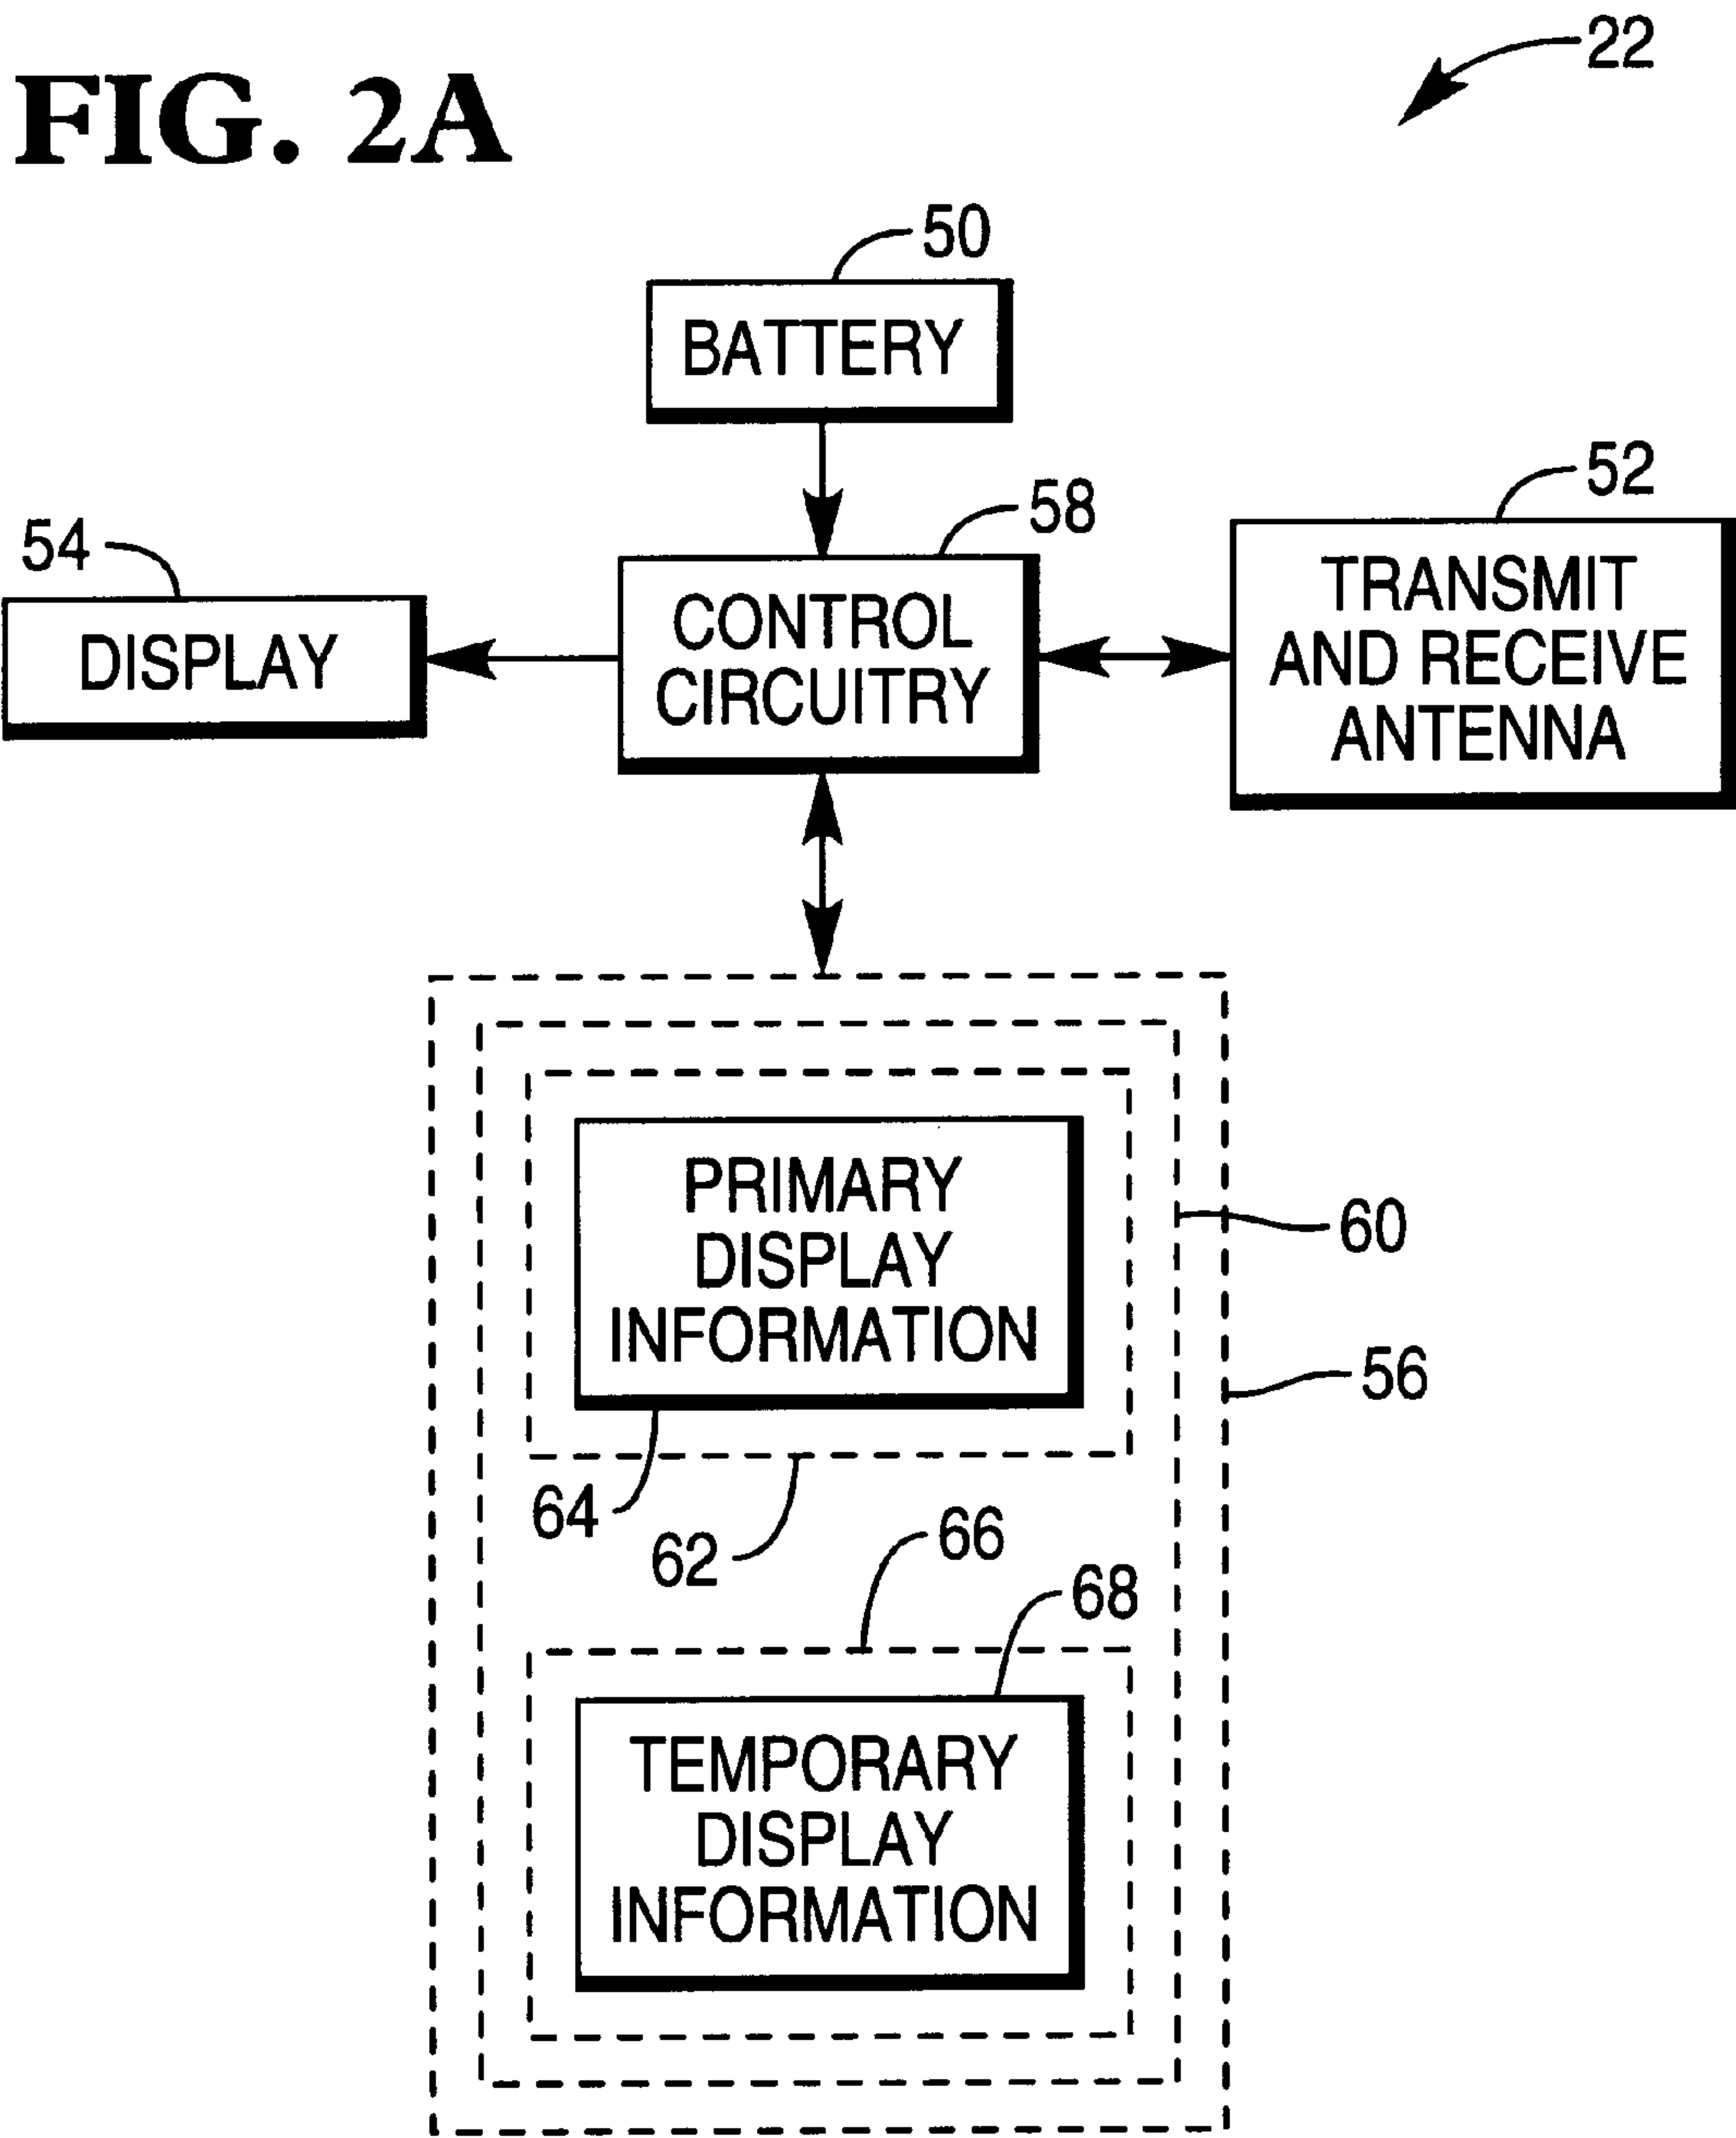 FIG. 2A
22
50
BATTERY
52
58
54
TRANSMIT
AND RECEIVE
ANTENNA
CONTROL
CIRCUITRY
DISPLAY
PRIMARY
DISPLAY
INFORMATION
60
56
64
62
66
68
TEMPORARY
DISPLAY
INFORMATION